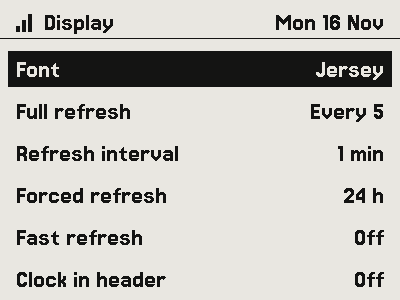 Display Mon 16 Nov
Font Jersey
Full refresh Every 5
Refresh interval 1 min
Forced refresh 24 h
Fast refresh Off
Clock in header Off